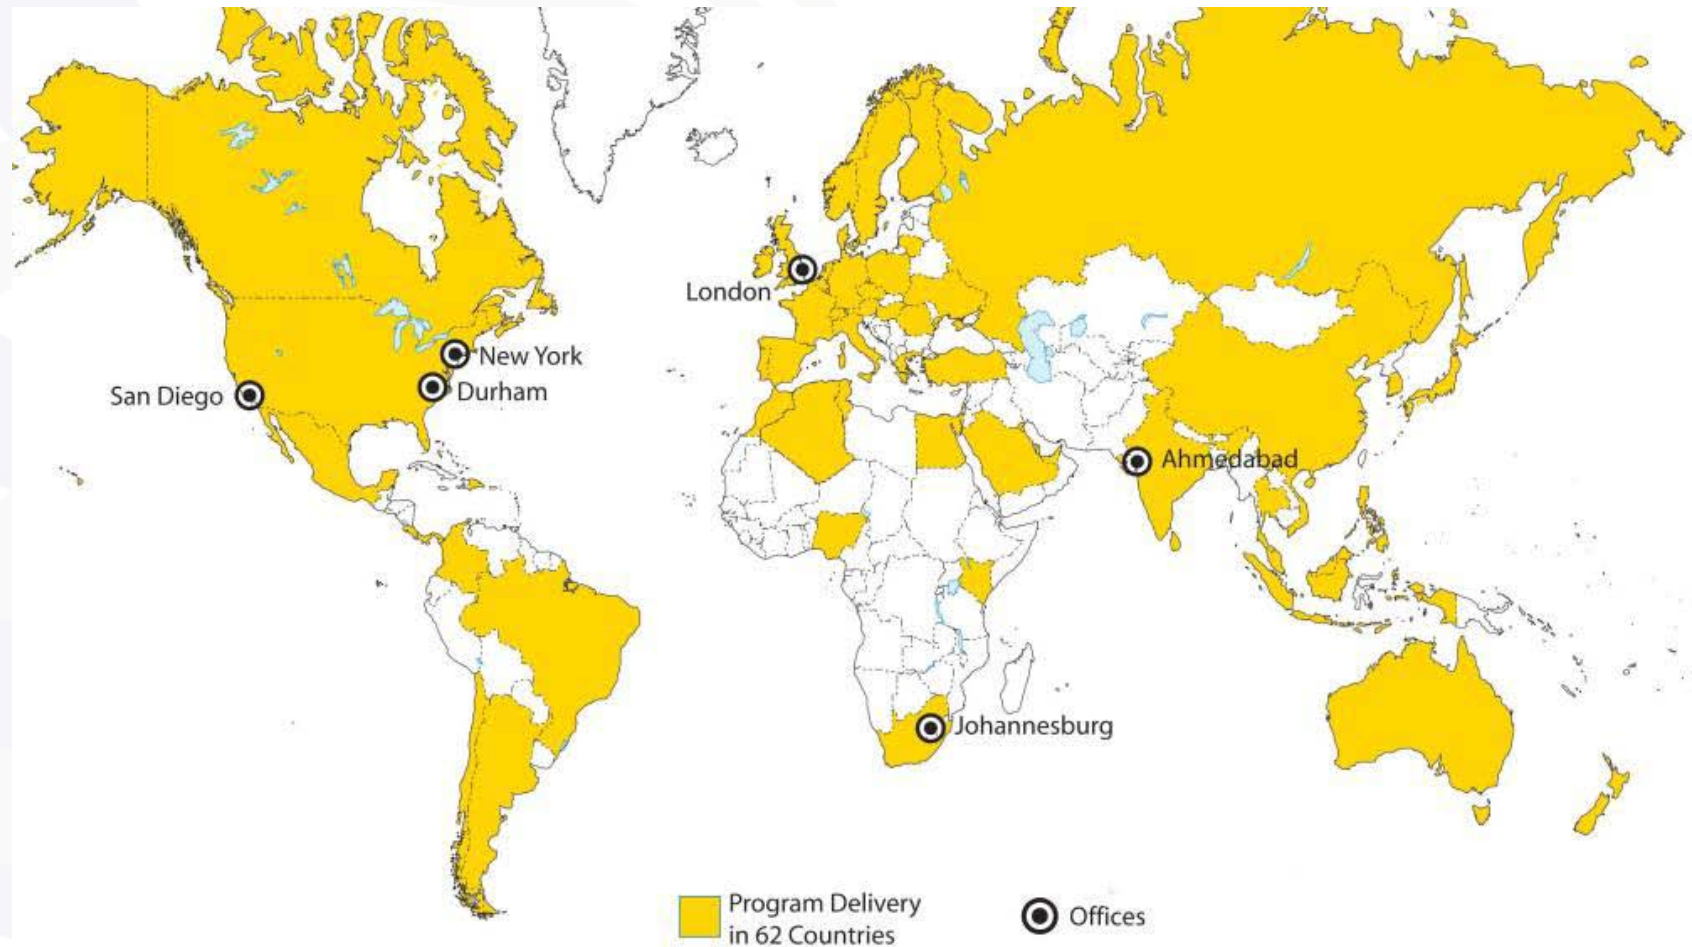 London
New York
San Diego
Durham
Ahmedabad
Johannesburg
Program Delivery
in 62 Countries
Offices